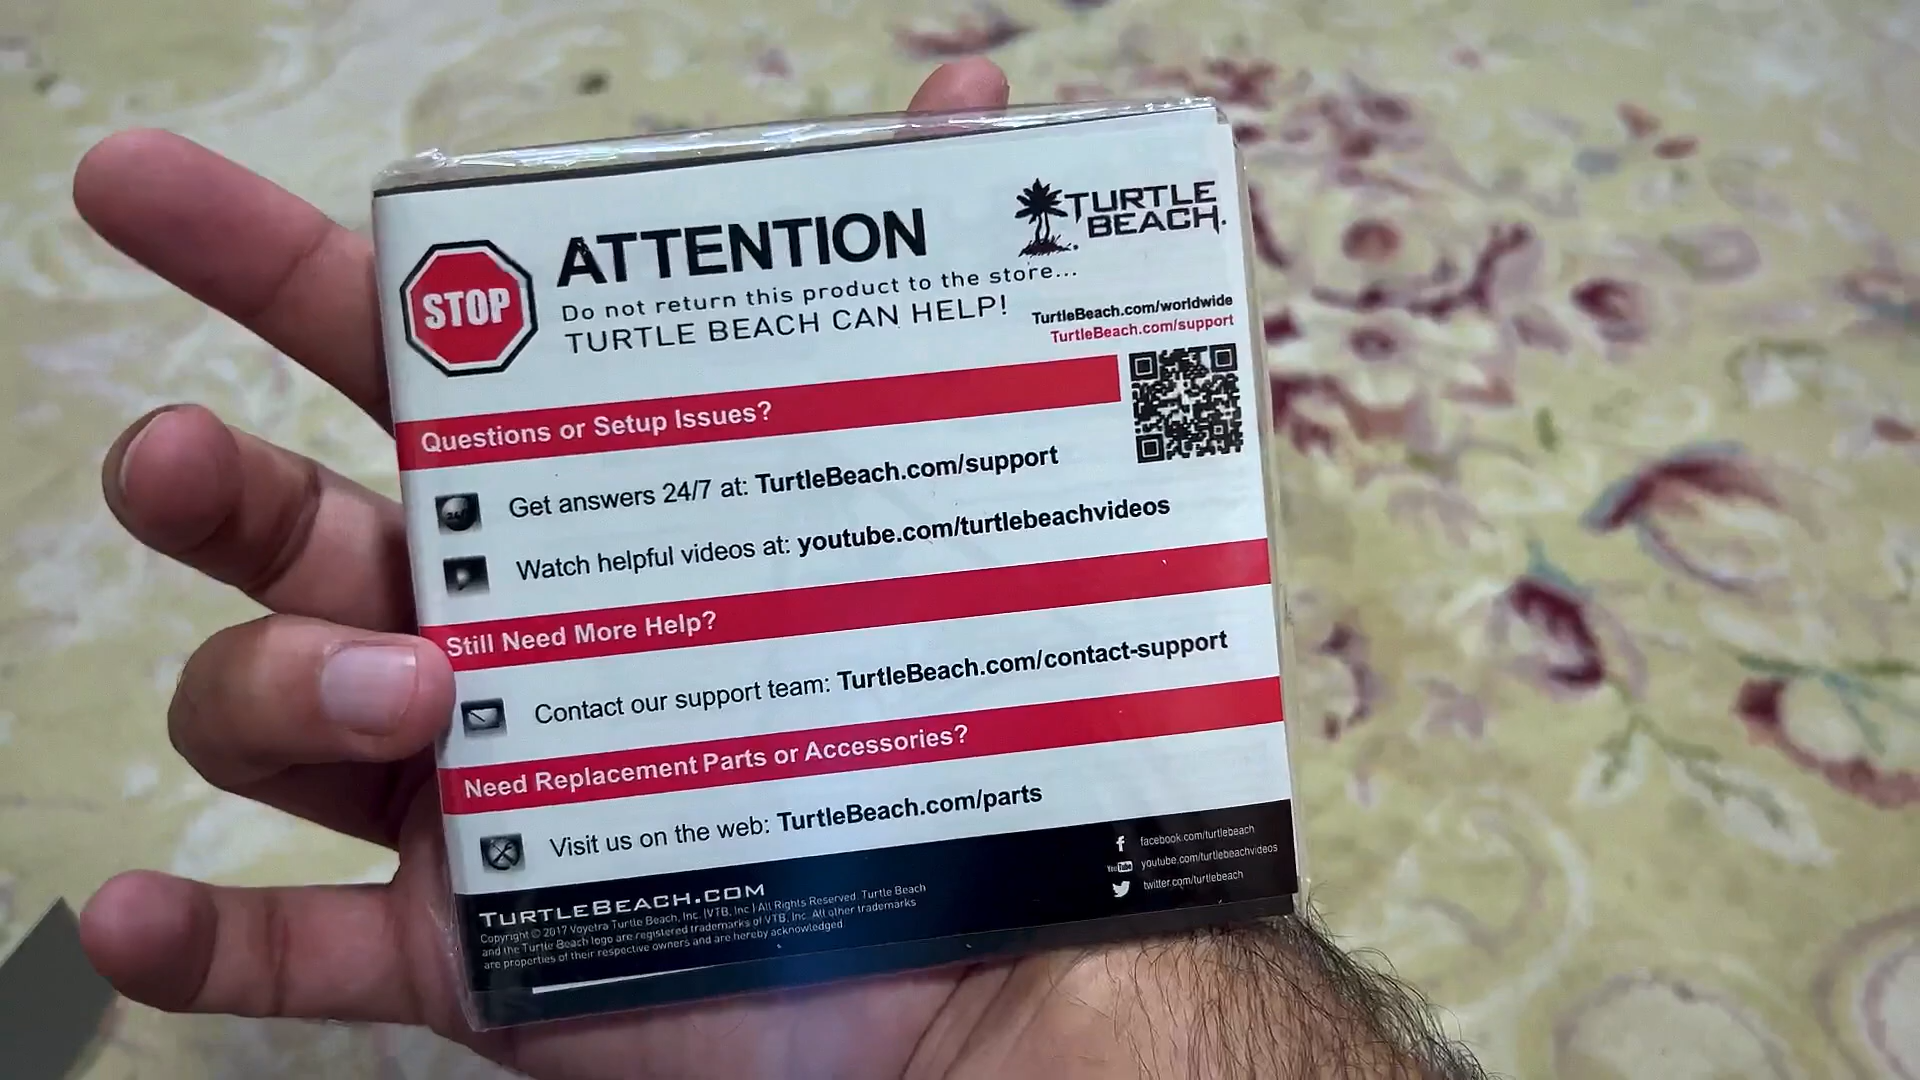 STOP
ATTENTION
Do not return this product to the store...
TURTLE BEACH CAN HELP!
TURTLE
BEACH.
TurtleBeach.com/worldwide
TurtleBeach.com/support
Questions or Setup Issues?
24/7
Get answers 24/7 at: TurtleBeach.com/support
Watch helpful videos at: youtube.com/turtlebeachvideos
Still Need More Help?
Contact our support team: TurtleBeach.com/contact-support
Need Replacement Parts or Accessories?
Visit us on the web: TurtleBeach.com/parts
TURTLEBEACH.COM
Copyright © 2017 Voyetra Turtle Beach, Inc. (VTB, Inc.) All Rights Reserved. Turtle Beach
and the Turtle Beach logo are registered trademarks of VTB, Inc. All other trademarks
are properties of their respective owners and are hereby acknowledged.
f facebook.com/turtlebeach
YouTube youtube.com/turtlebeachvideos
twitter.com/turtlebeach